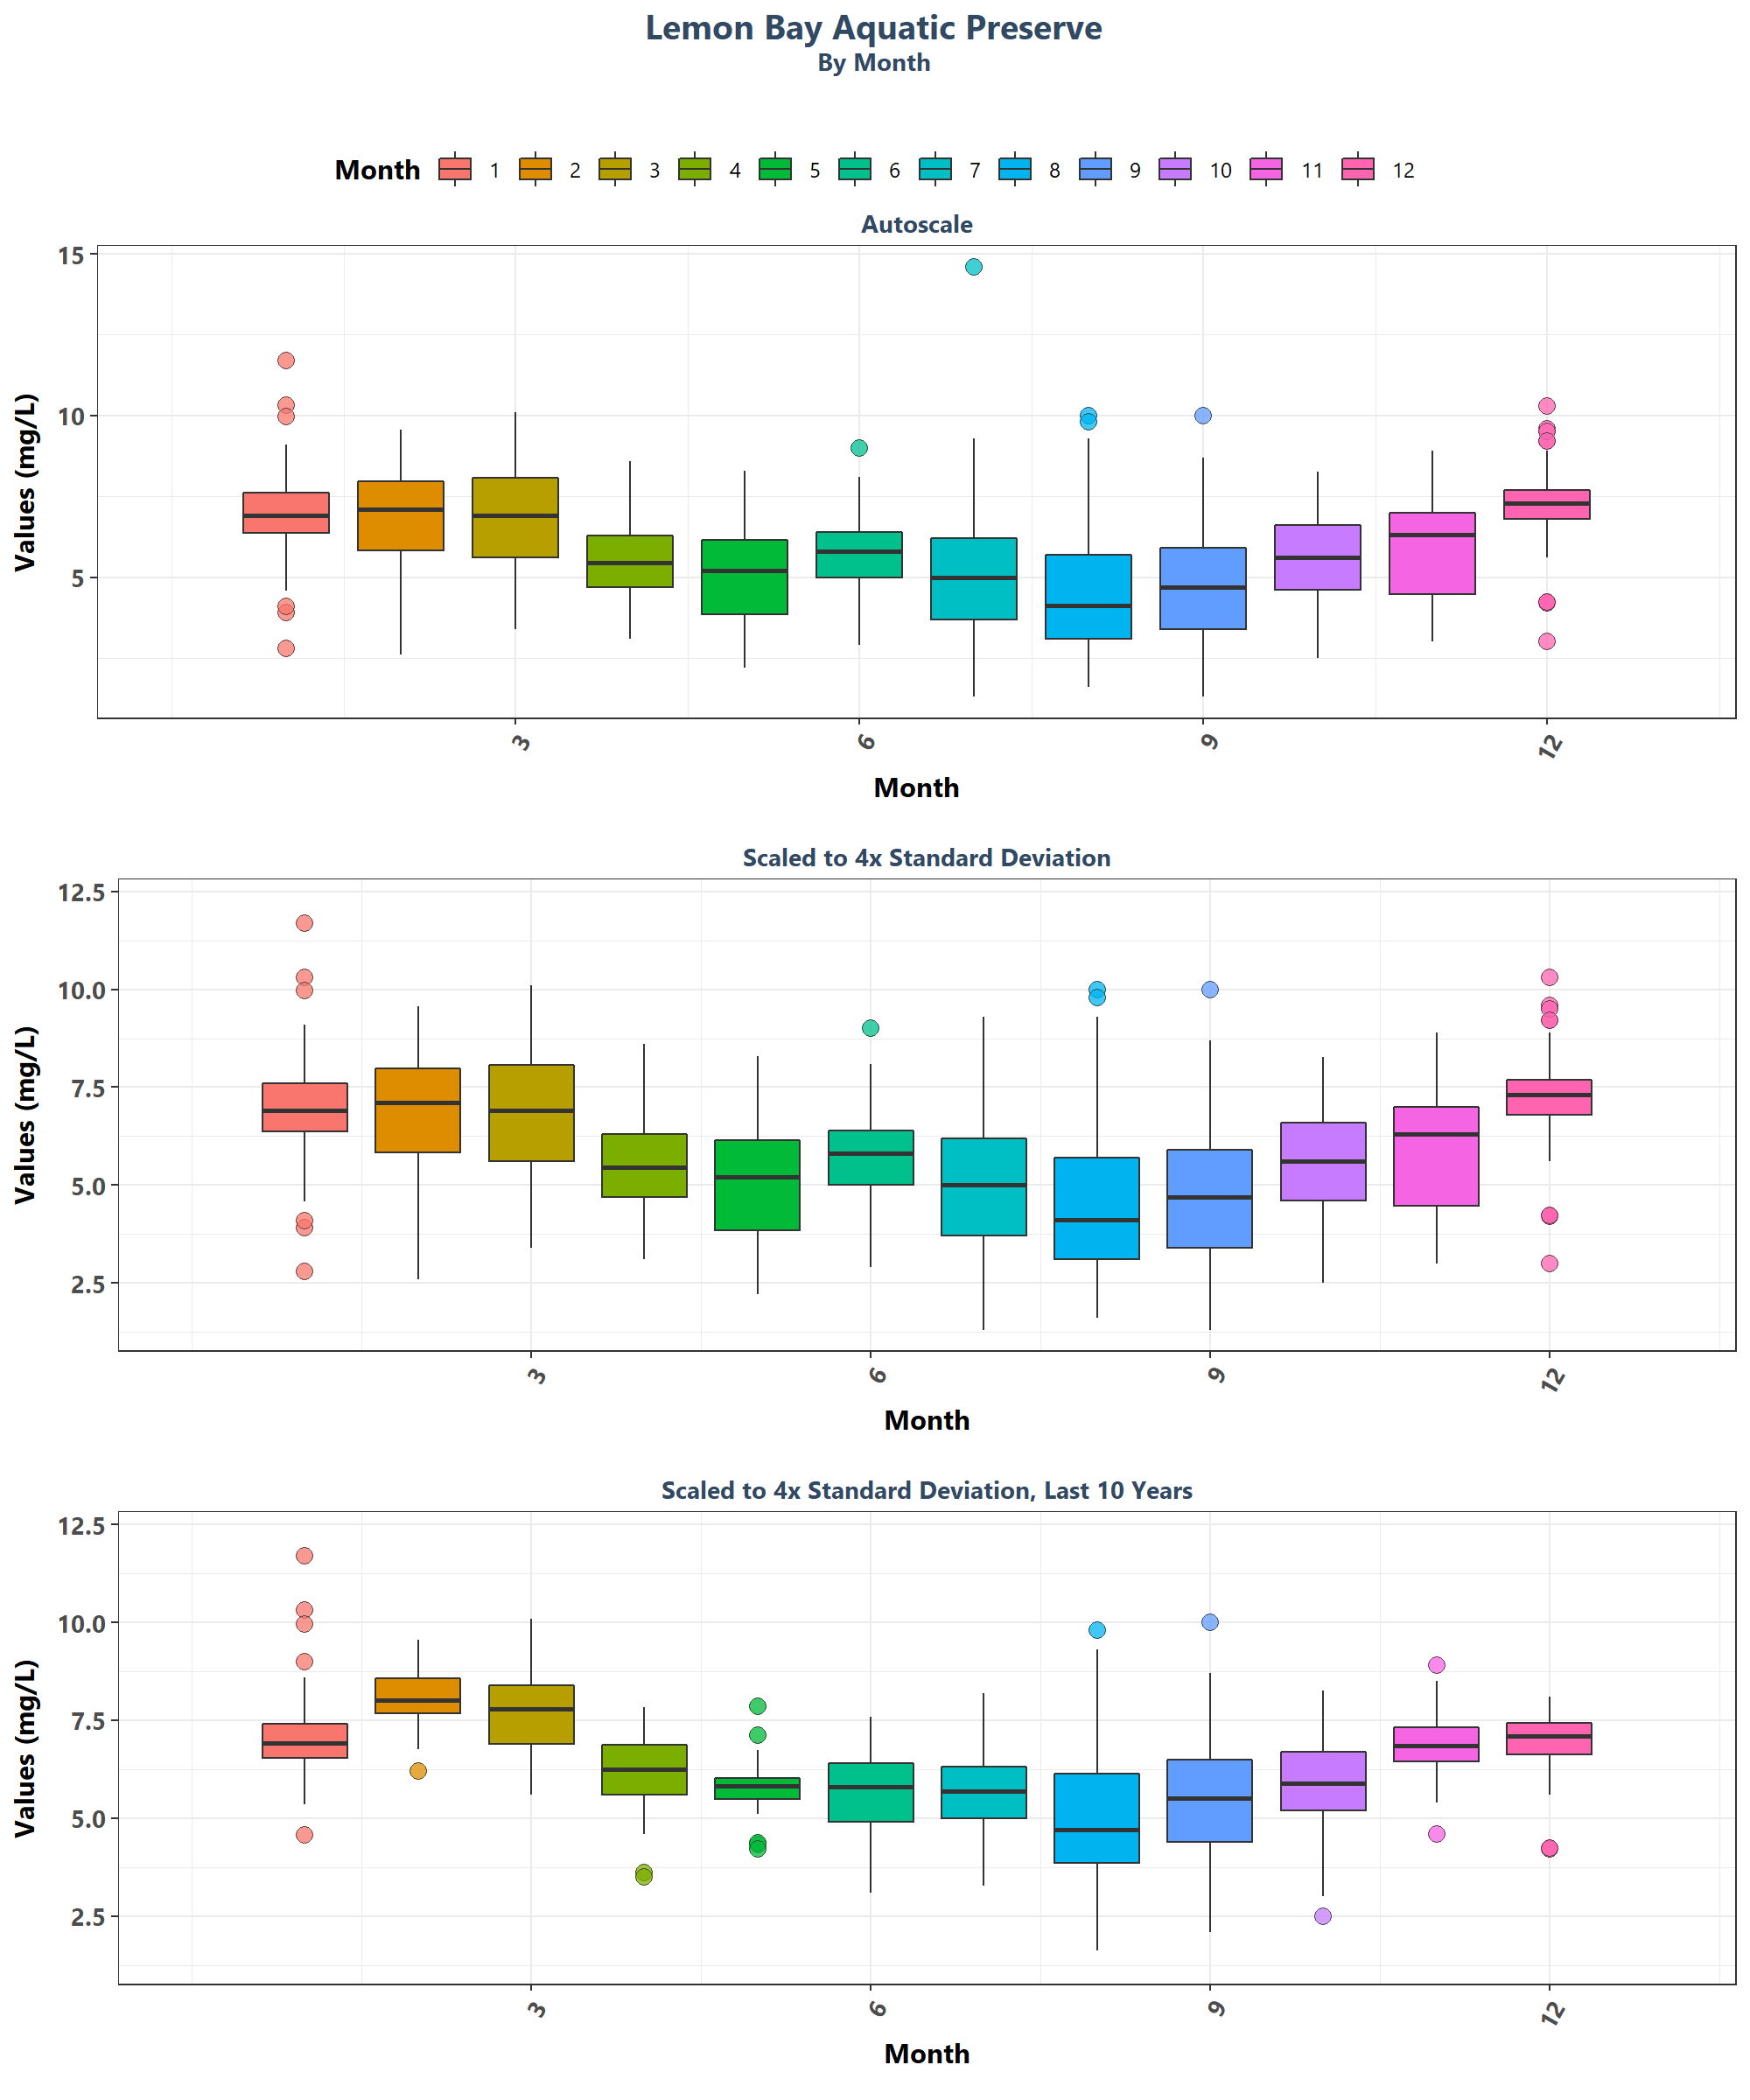 Lemon Bay Aquatic Preserve
By Month
Month 1 2 3 4 5 6 7 8 9 10 11 12
Autoscale
Values (mg/L)
15
10
5
3 6 9 12
Month
Scaled to 4x Standard Deviation
Values (mg/L)
12.5
10.0
7.5
5.0
2.5
3 6 9 12
Month
Scaled to 4x Standard Deviation, Last 10 Years
Values (mg/L)
12.5
10.0
7.5
5.0
2.5
3 6 9 12
Month